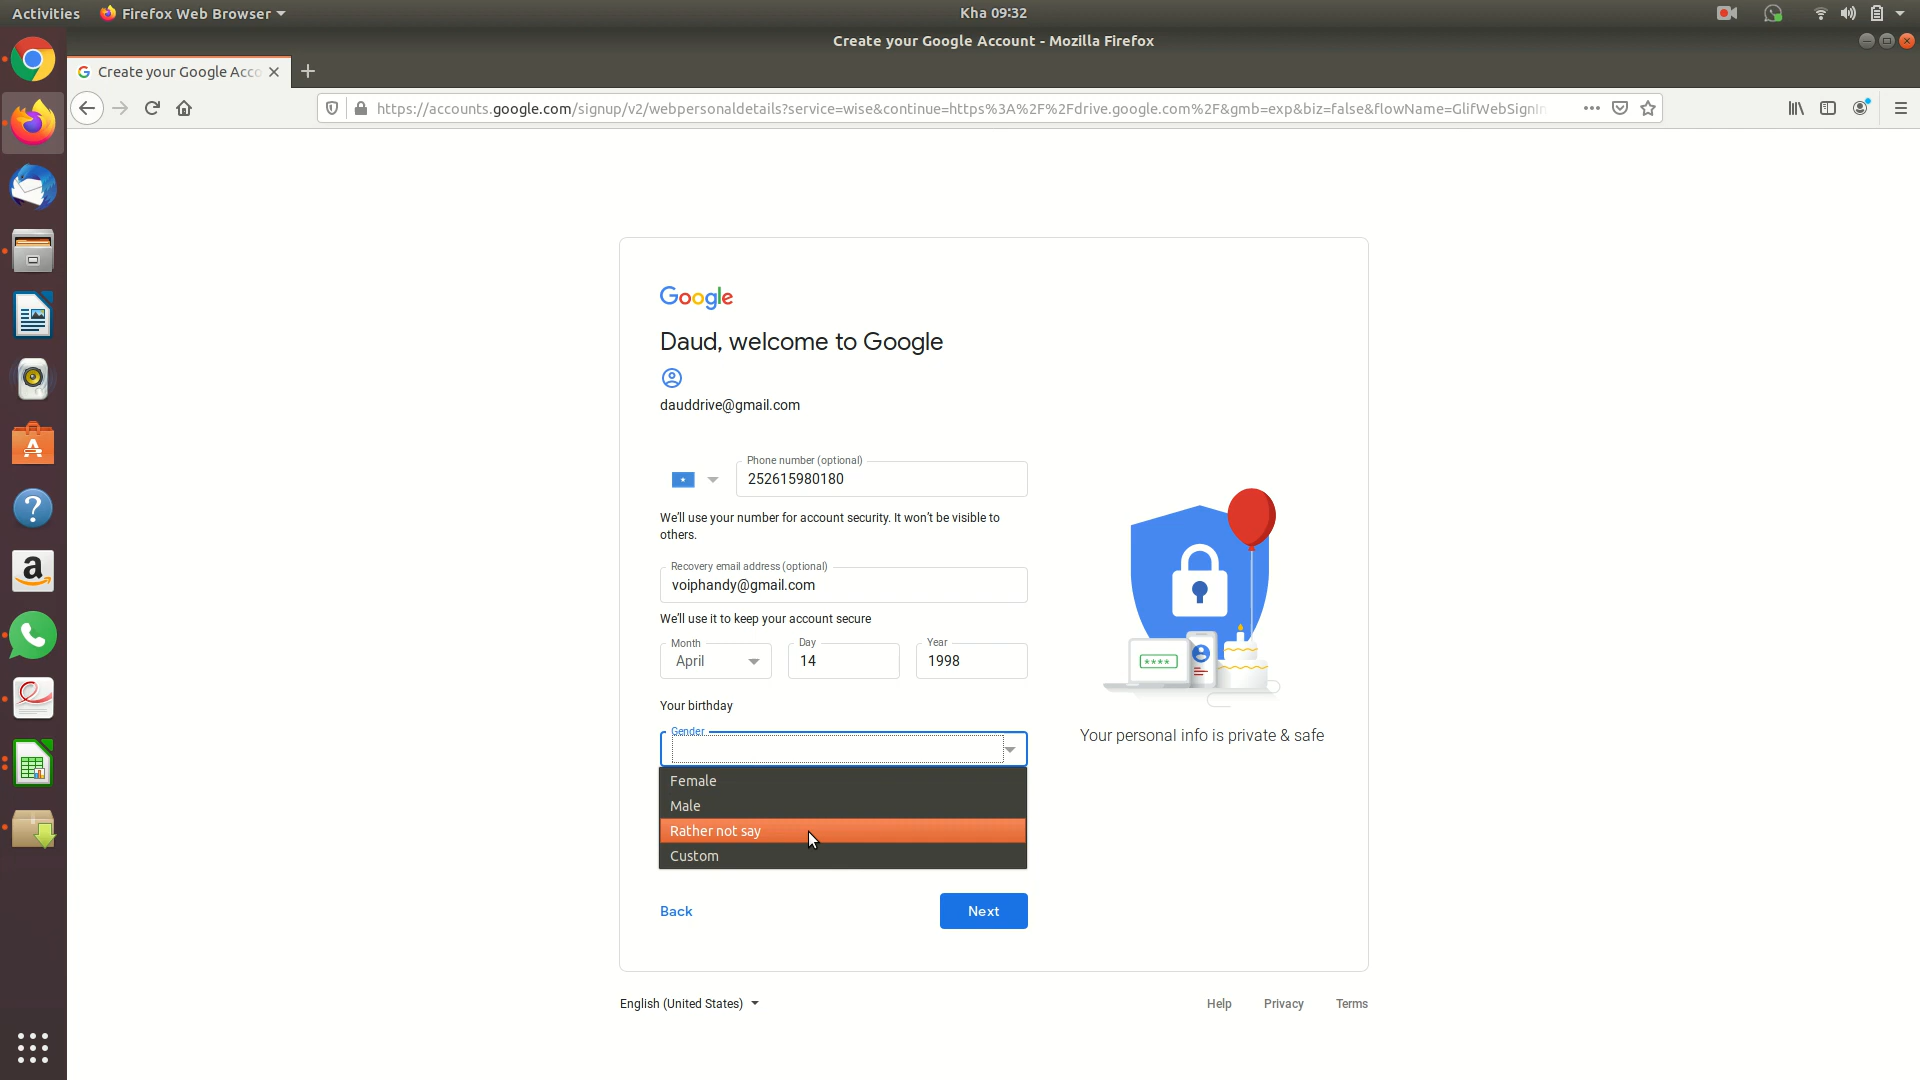 Activities
Firefox Web Browser
Kha 09:32
Create your Google Account - Mozilla Firefox
Create your Google Acco
https://accounts.google.com/signup/v2/webpersonaldetails?service=wise&continue=https%3A%2F%2Fdrive.google.com%2F&gmb=exp&biz=false&flowName=GlifWebSignIn
Google
Daud, welcome to Google
dauddrive@gmail.com
Phone number (optional)
252615980180
We'll use your number for account security. It won't be visible to
others.
Recovery email address (optional)
voiphandy@gmail.com
We'll use it to keep your account secure
Month Day Year
April 14 1998
Your birthday
Gender
Female
Male
Rather not say
Custom
Back
Next
****
Your personal info is private & safe
English (United States)
Help Privacy Terms